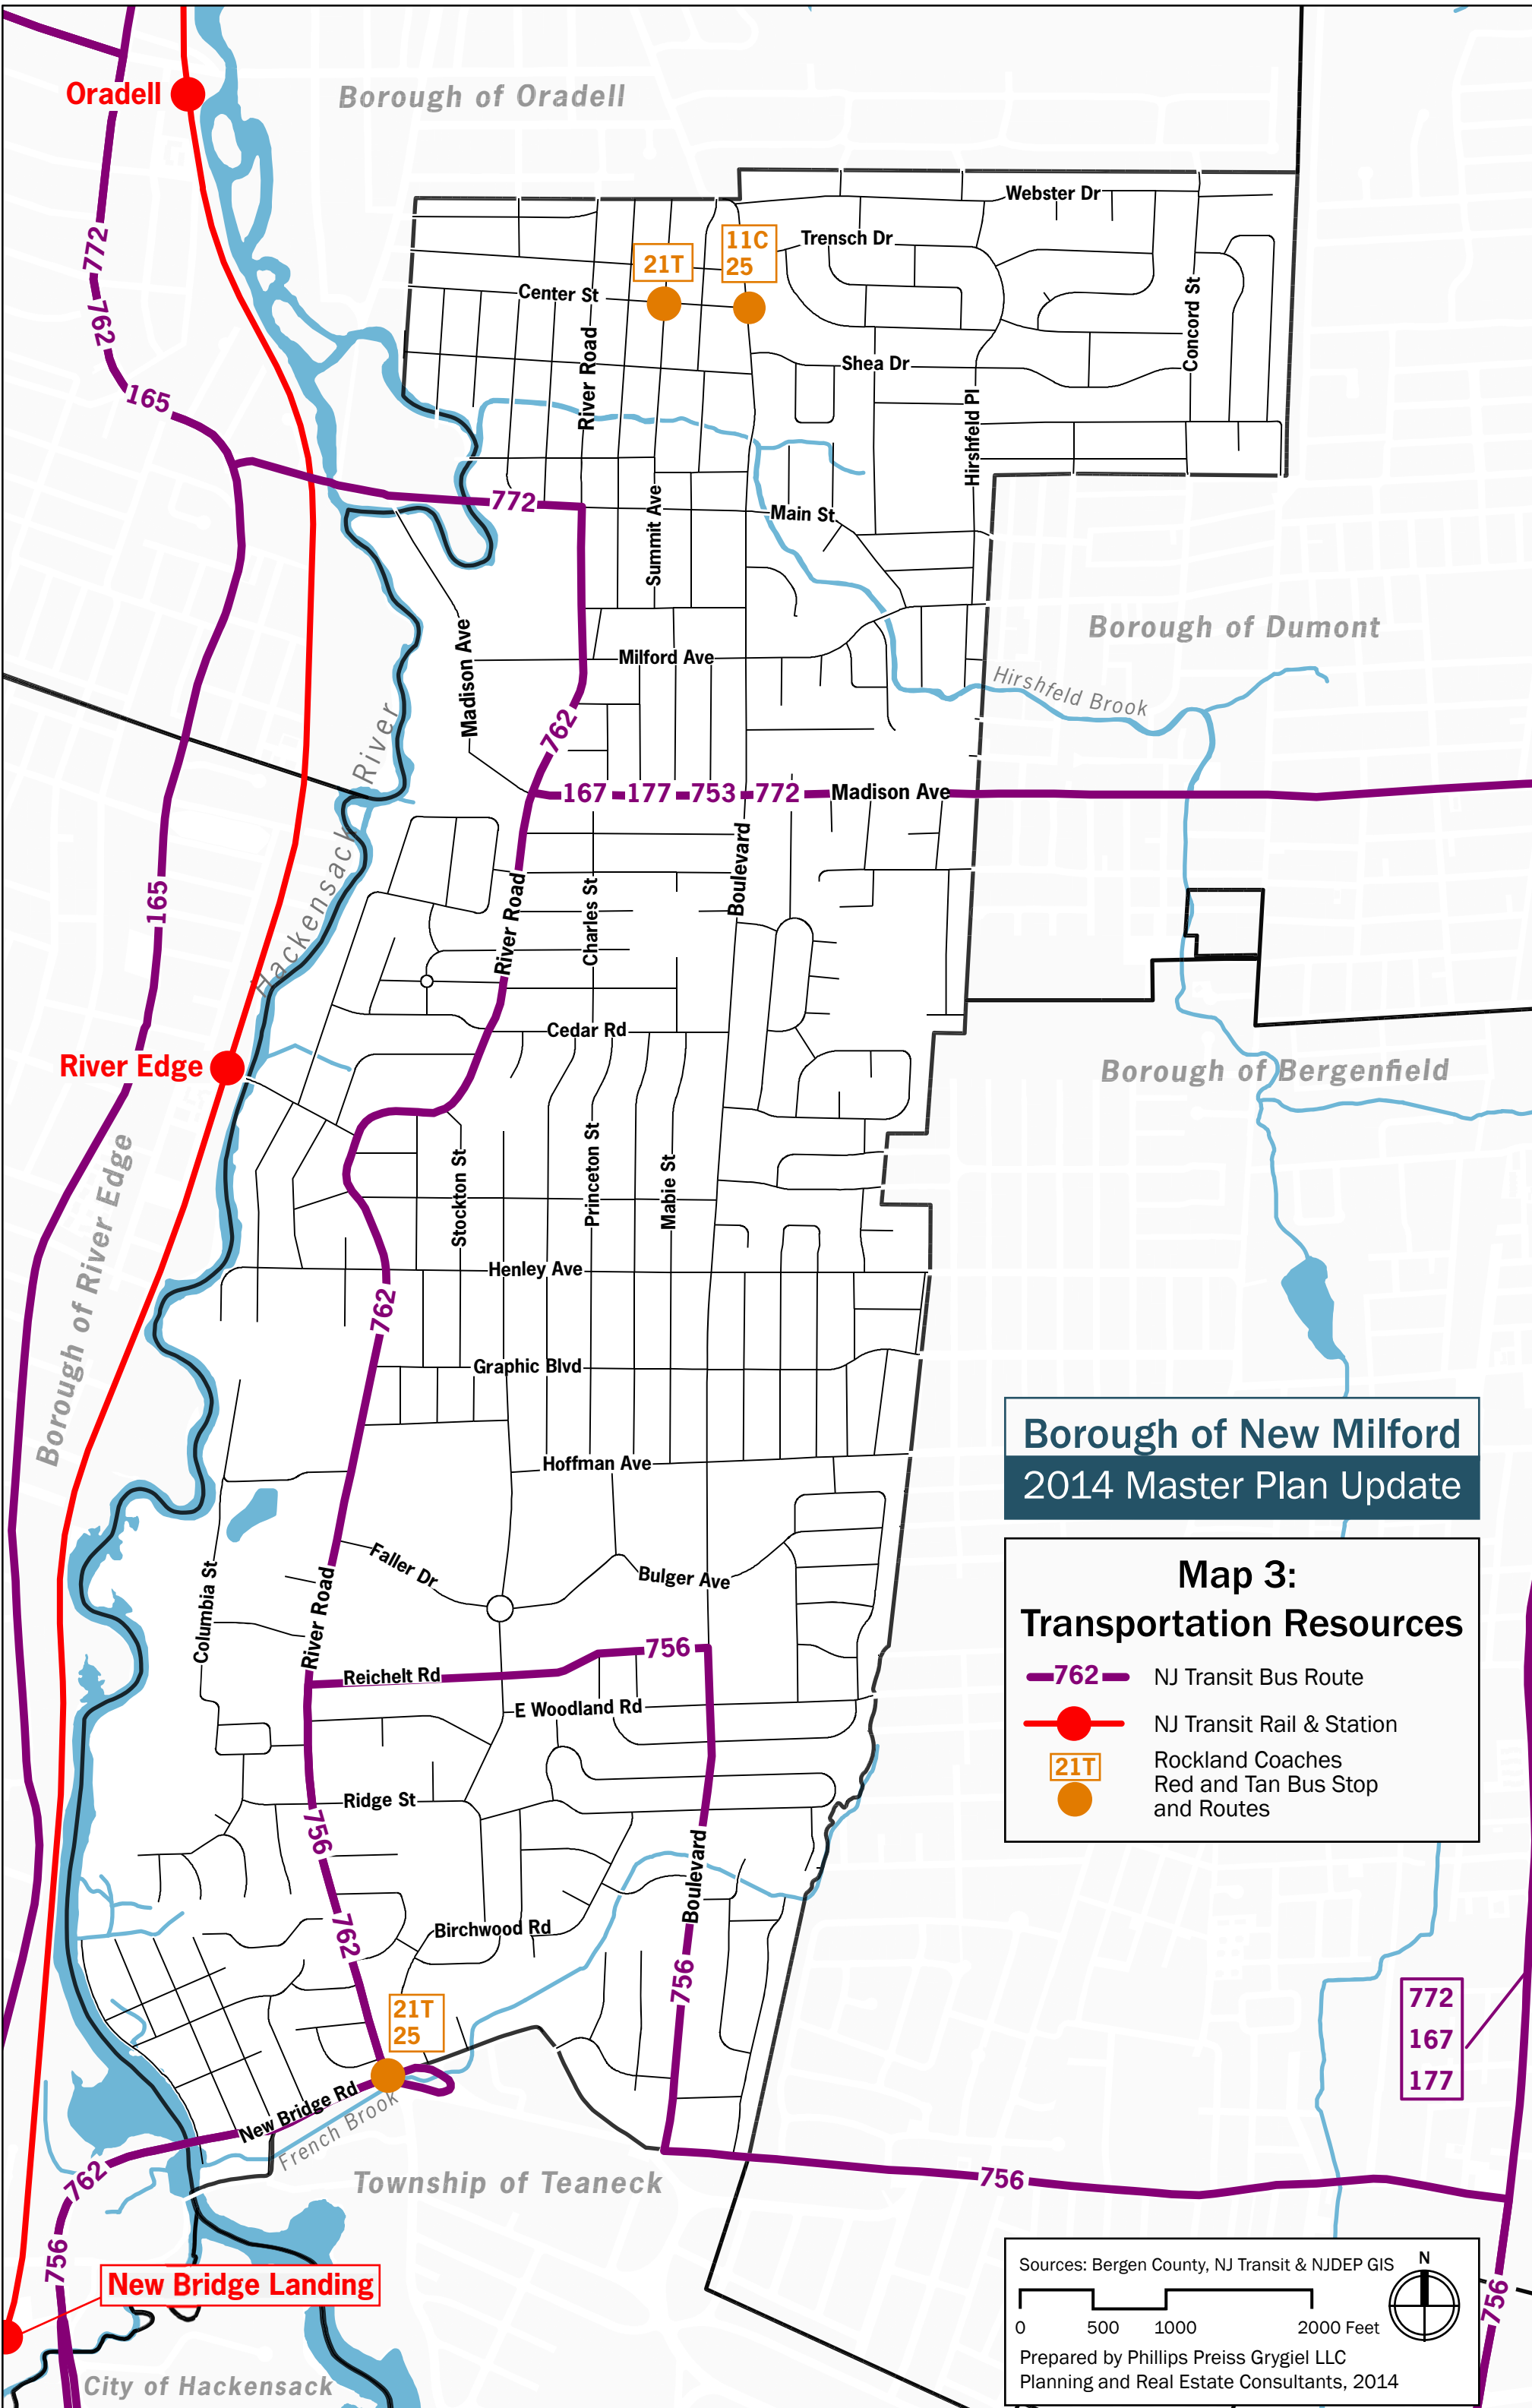 Oradell
Borough of Oradell
Webster Dr
Trensch Dr
11C
25
21T
Center St
River Road
Concord St
Shea Dr
Hirshfeld Pl
772
762
165
772
Summit Ave
Main St
Madison Ave
Milford Ave
Borough of Dumont
Hirshfeld Brook
762
167
177
753
772
Madison Ave
Hackensack River
165
Boulevard
Charles St
River Road
Cedar Rd
River Edge
Borough of Bergenfield
Borough of River Edge
Stockton St
Princeton St
Mabie St
Henley Ave
762
Graphic Blvd
Hoffman Ave
Faller Dr
Bulger Ave
Columbia St
River Road
756
Reichelt Rd
E Woodland Rd
Ridge St
756
Boulevard
762
Birchwood Rd
756
21T
25
New Bridge Rd
French Brook
762
Township of Teaneck
756
756
New Bridge Landing
City of Hackensack
Borough of New Milford
2014 Master Plan Update
Map 3:
Transportation Resources
762
NJ Transit Bus Route
NJ Transit Rail & Station
21T
Rockland Coaches
Red and Tan Bus Stop
and Routes
772
167
177
756
Sources: Bergen County, NJ Transit & NJDEP GIS
N
0
500
1000
2000 Feet
Prepared by Phillips Preiss Grygiel LLC
Planning and Real Estate Consultants, 2014